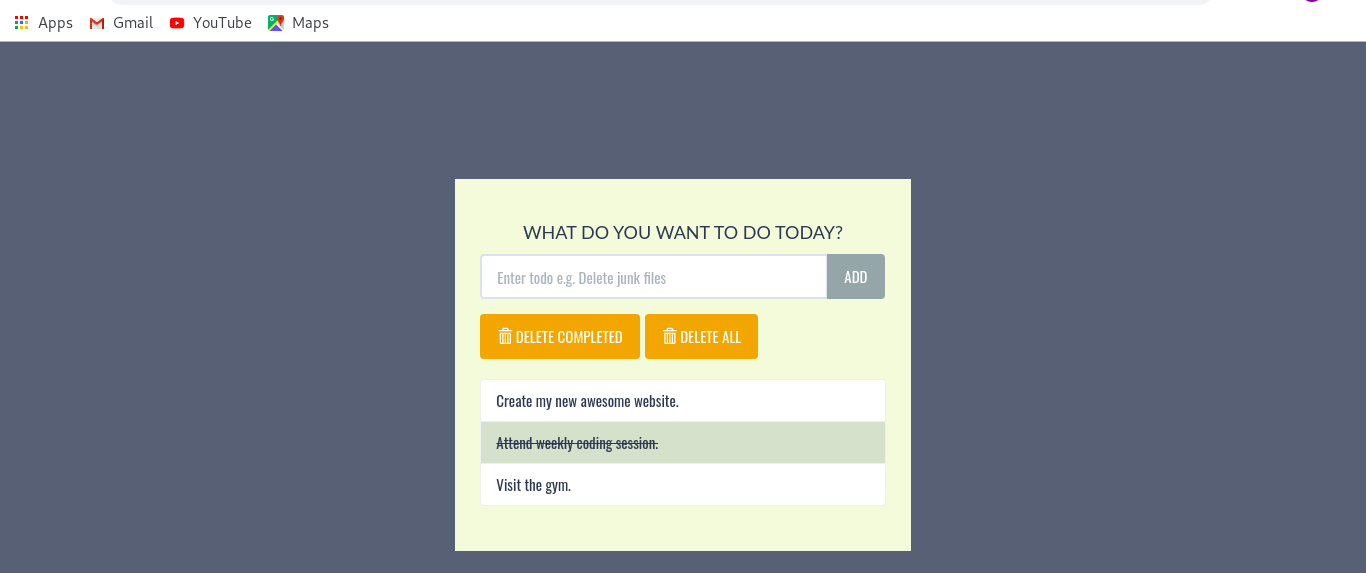 Apps Gmail YouTube Maps
WHAT DO YOU WANT TO DO TODAY?
Enter todo e.g. Delete junk files ADD
DELETE COMPLETED DELETE ALL
Create my new awesome website.
Attend weekly coding session.
Visit the gym.